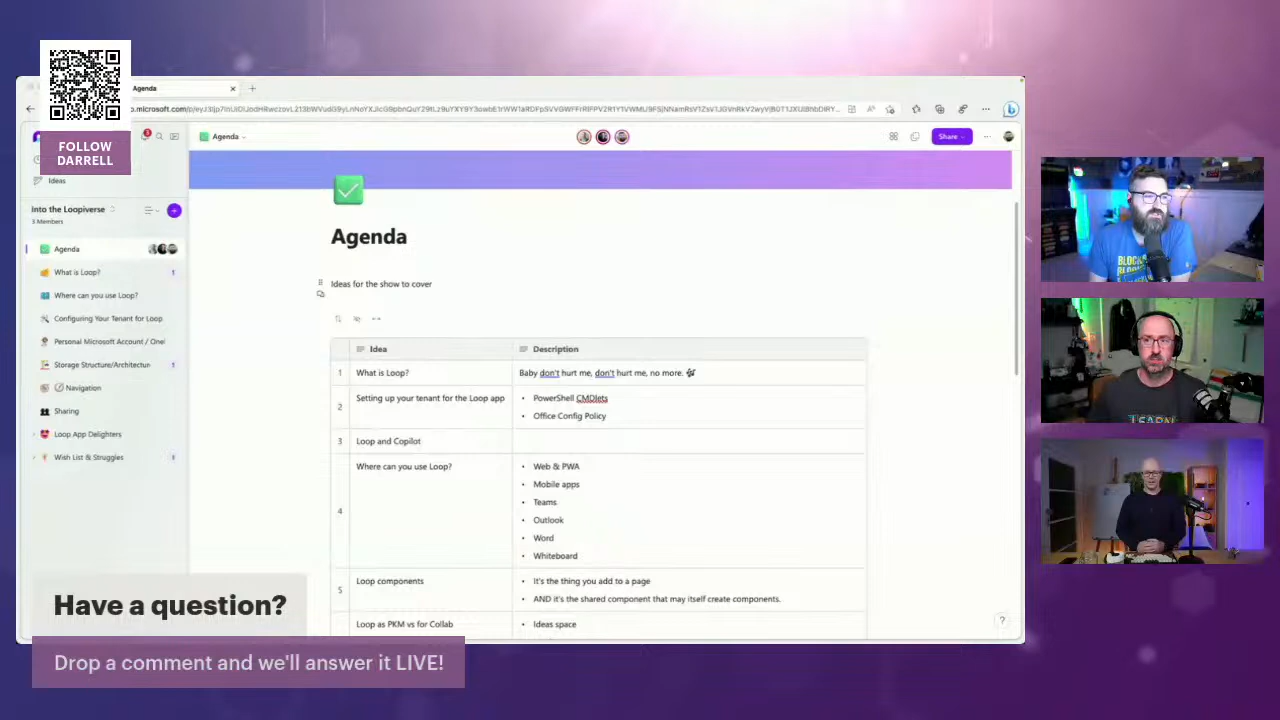 Agenda
FOLLOW
DARRELL
Agenda
Share
Ideas
Into the Loopiverse
3 Members
Agenda
What is Loop?
1
Where can you use Loop?
Configuring Your Tenant for Loop
Personal Microsoft Account / One
Storage Structure/Architectur
1
Navigation
Sharing
Loop App Delighters
Wish List & Struggles
Agenda
Ideas for the show to cover
Idea
Description
1
What is Loop?
Baby don't hurt me, don't hurt me, no more.
2
Setting up your tenant for the Loop app
• PowerShell CMDlets
• Office Config Policy
3
Loop and Copilot
4
Where can you use Loop?
• Web & PWA
• Mobile apps
• Teams
• Outlook
• Word
• Whiteboard
5
Loop components
• It's the thing you add to a page
• AND it's the shared component that may itself create components.
Loop as PKM vs for Collab
• Ideas space
?
Have a question?
Drop a comment and we'll answer it LIVE!